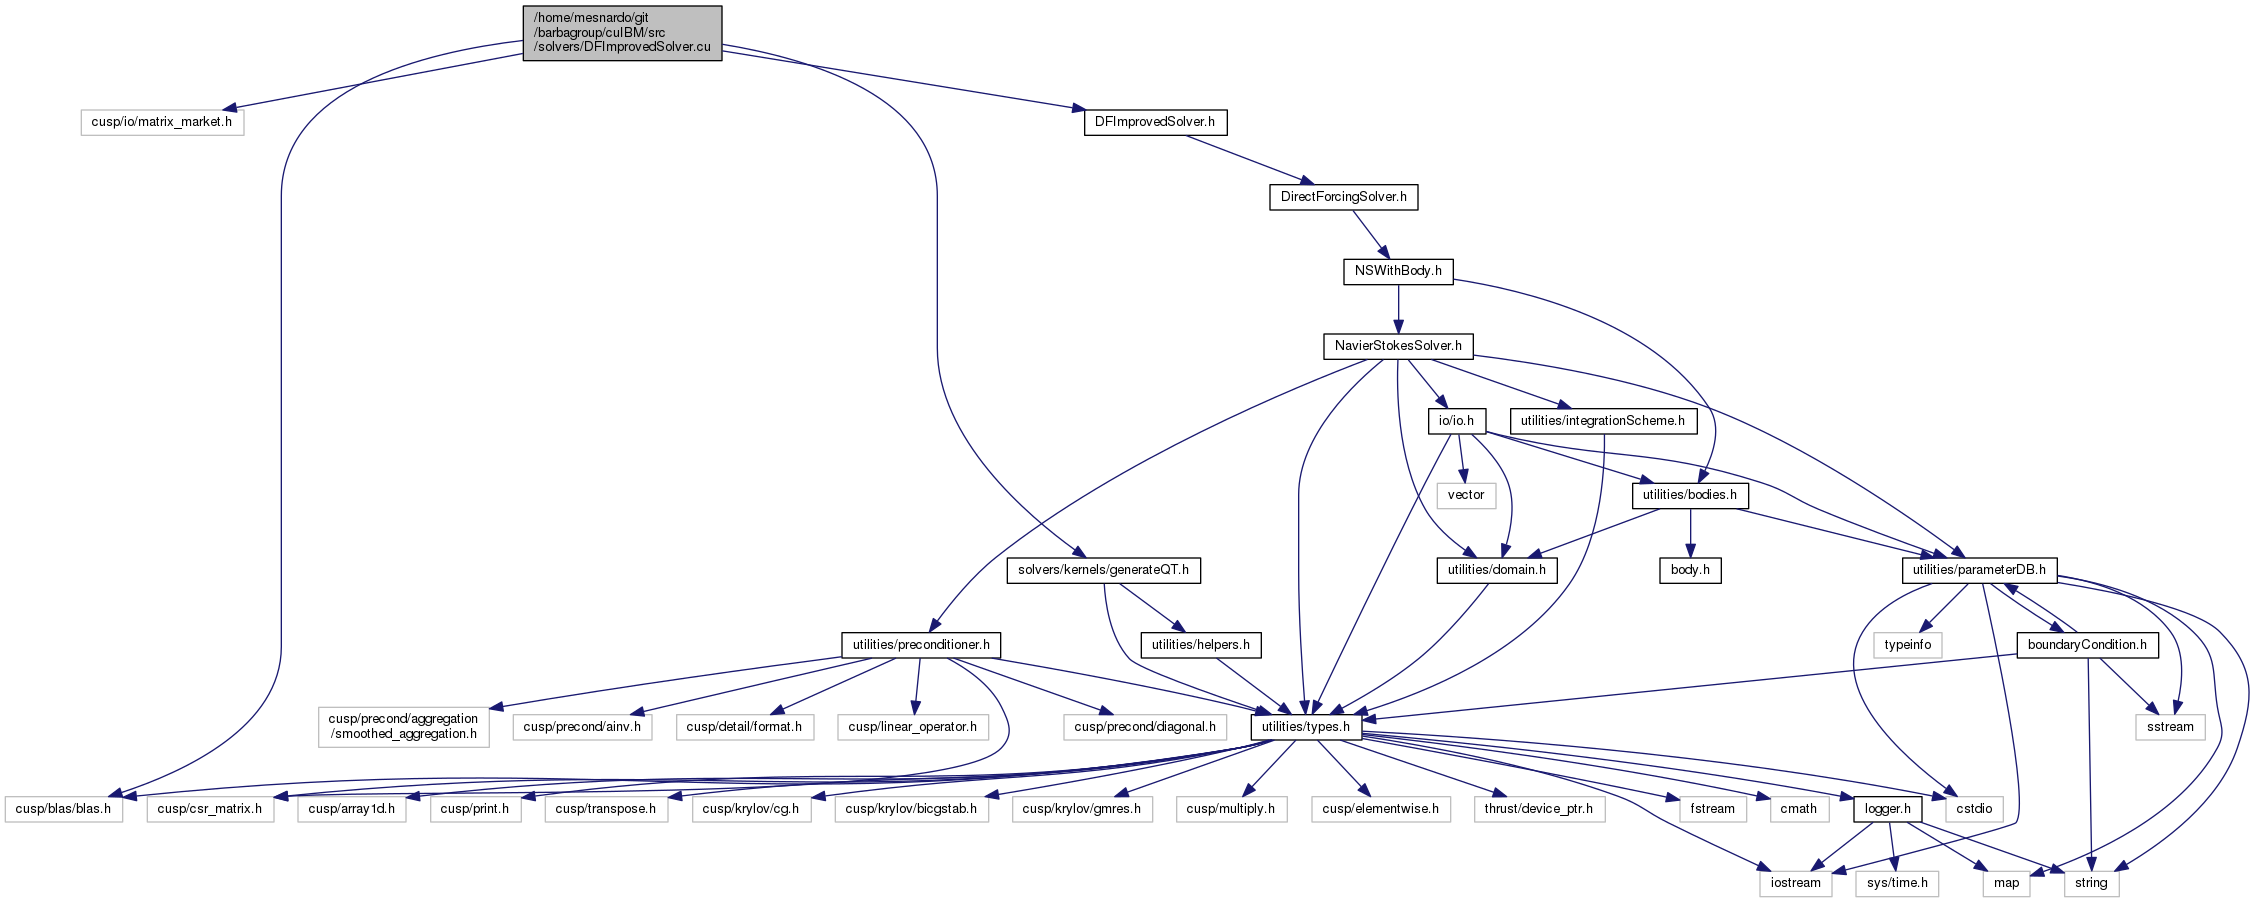 /home/mesnardo/git
/barbagroup/cuIBM/src
/solvers/DFImprovedSolver.cu
cusp/io/matrix_market.h
DFImprovedSolver.h
DirectForcingSolver.h
NSWithBody.h
NavierStokesSolver.h
io/io.h
utilities/integrationScheme.h
vector
utilities/bodies.h
solvers/kernels/generateQT.h
utilities/domain.h
body.h
utilities/parameterDB.h
utilities/preconditioner.h
utilities/helpers.h
typeinfo
boundaryCondition.h
cusp/precond/aggregation
/smoothed_aggregation.h
cusp/precond/ainv.h
cusp/detail/format.h
cusp/linear_operator.h
cusp/precond/diagonal.h
utilities/types.h
sstream
cusp/blas/blas.h
cusp/csr_matrix.h
cusp/array1d.h
cusp/print.h
cusp/transpose.h
cusp/krylov/cg.h
cusp/krylov/bicgstab.h
cusp/krylov/gmres.h
cusp/multiply.h
cusp/elementwise.h
thrust/device_ptr.h
fstream
cmath
logger.h
cstdio
iostream
sys/time.h
map
string